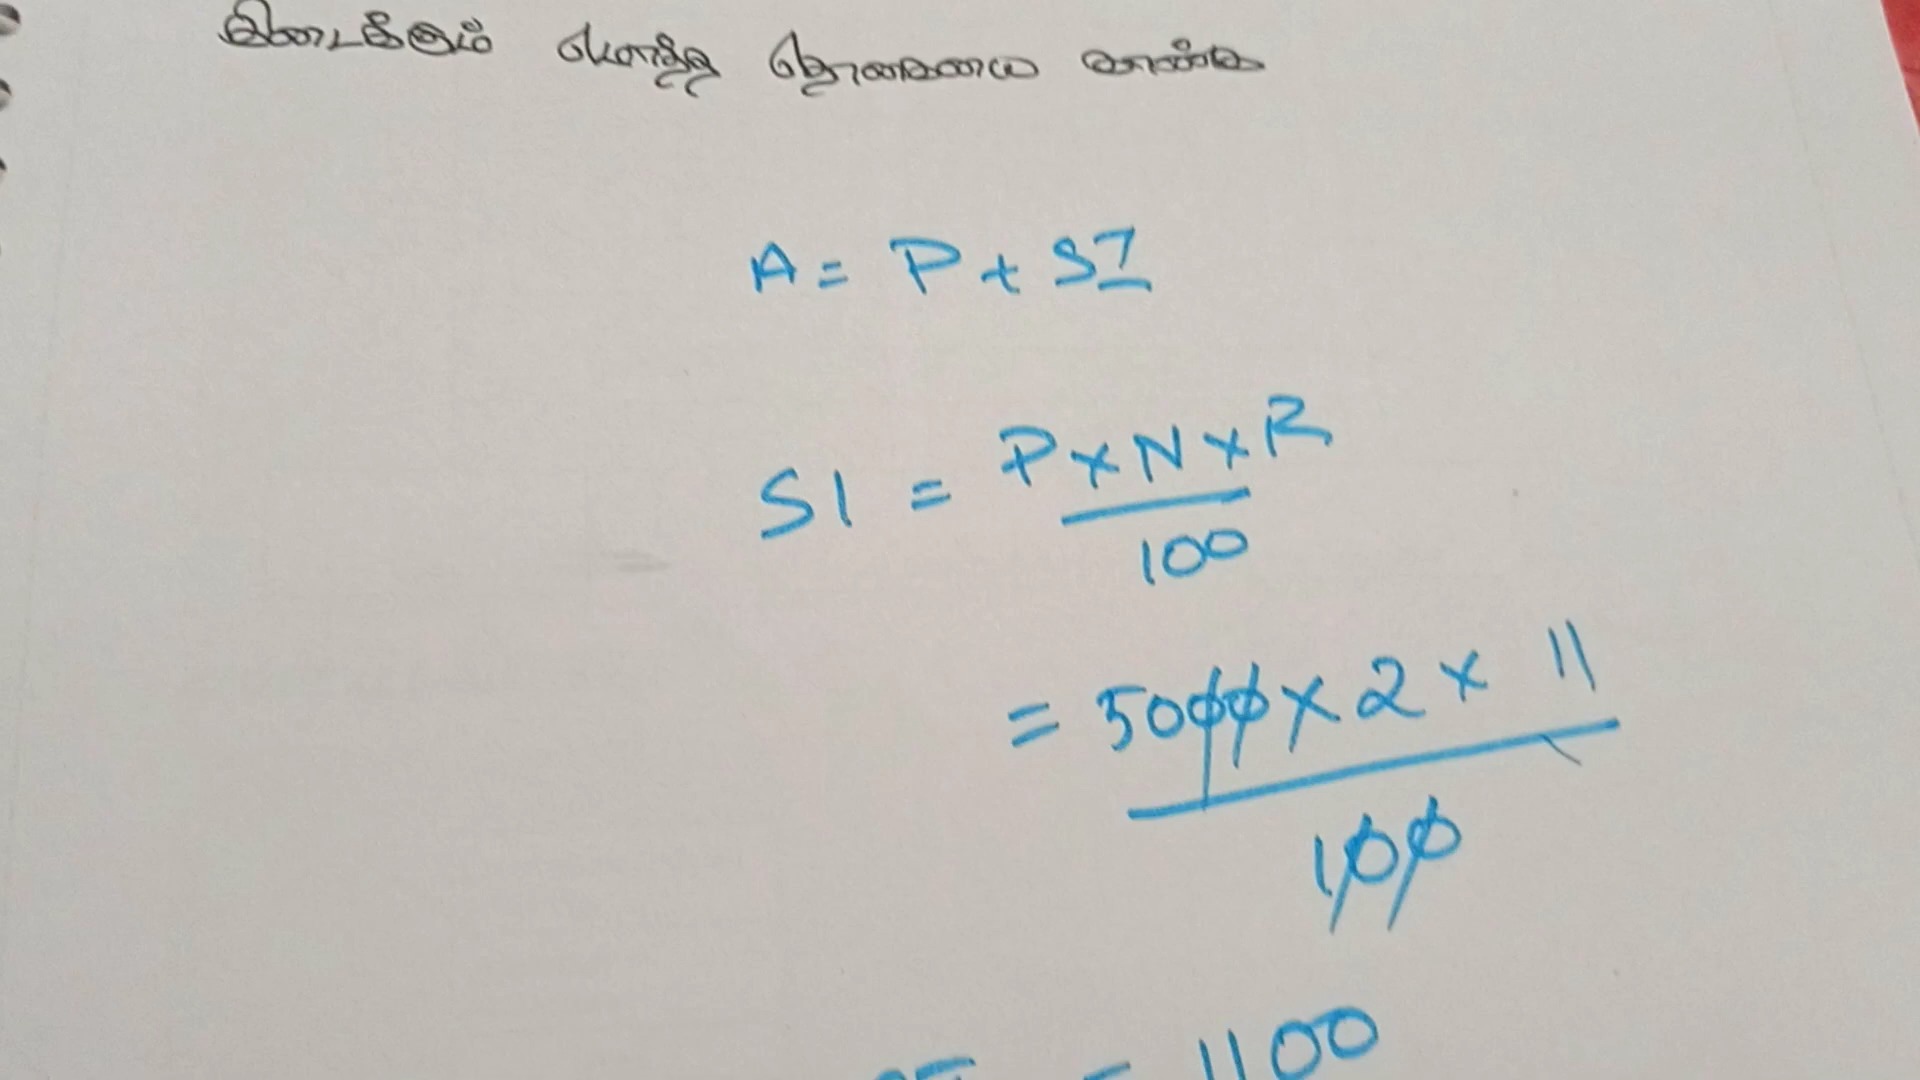 கிடைக்கும் மொத்த தொகையை காண்க
A = P + SI
SI = P×N×R
100
= 5000 × 2 × 11
100
= 1100